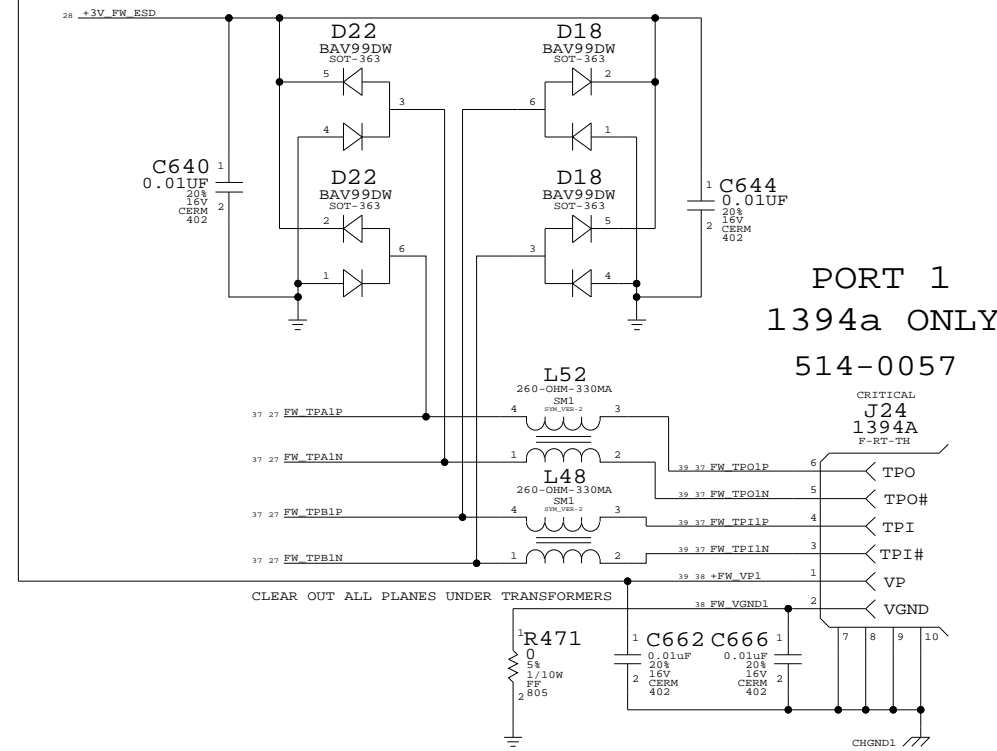 28 +3V_FW_ESD
D22
BAV99DW
SOT-363
5
3
4
D18
BAV99DW
SOT-363
2
6
1
C640
0.01UF
20%
16V
CERM
402
1
2
D22
BAV99DW
SOT-363
2
6
1
D18
BAV99DW
SOT-363
5
3
4
C644
0.01UF
20%
16V
CERM
402
1
2
PORT 1
1394a ONLY
514-0057
CRITICAL
J24
1394A
F-RT-TH
L52
260-OHM-330MA
SM1
SYM_VER-2
4
3
1
2
37 27 FW_TPA1P
37 27 FW_TPA1N
L48
260-OHM-330MA
SM1
SYM_VER-2
4
3
1
2
37 27 FW_TPB1P
37 27 FW_TPB1N
39 37 FW_TPO1P 6 TPO
39 37 FW_TPO1N 5 TPO#
39 37 FW_TPI1P 4 TPI
39 37 FW_TPI1N 3 TPI#
39 38 +FW_VP1 1 VP
38 FW_VGND1 2 VGND
CLEAR OUT ALL PLANES UNDER TRANSFORMERS
7 8 9 10
1
R471
0
5%
1/10W
FF
805
2
1
C662
0.01uF
20%
16V
CERM
402
2
C666
0.01uF
20%
16V
CERM
402
1
2
CHGND1